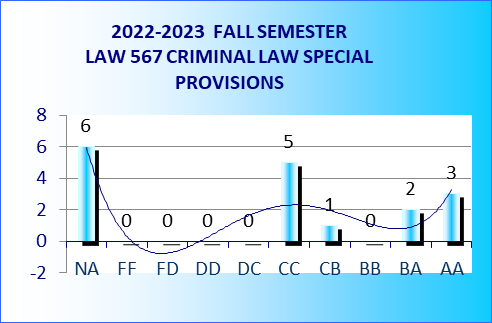 2022-2023 FALL SEMESTER
LAW 567 CRIMINAL LAW SPECIAL
PROVISIONS
8
6
4
2
0
-2
6 0 0 0 0 5 1 0 2 3
NA FF FD DD DC CC CB BB BA AA